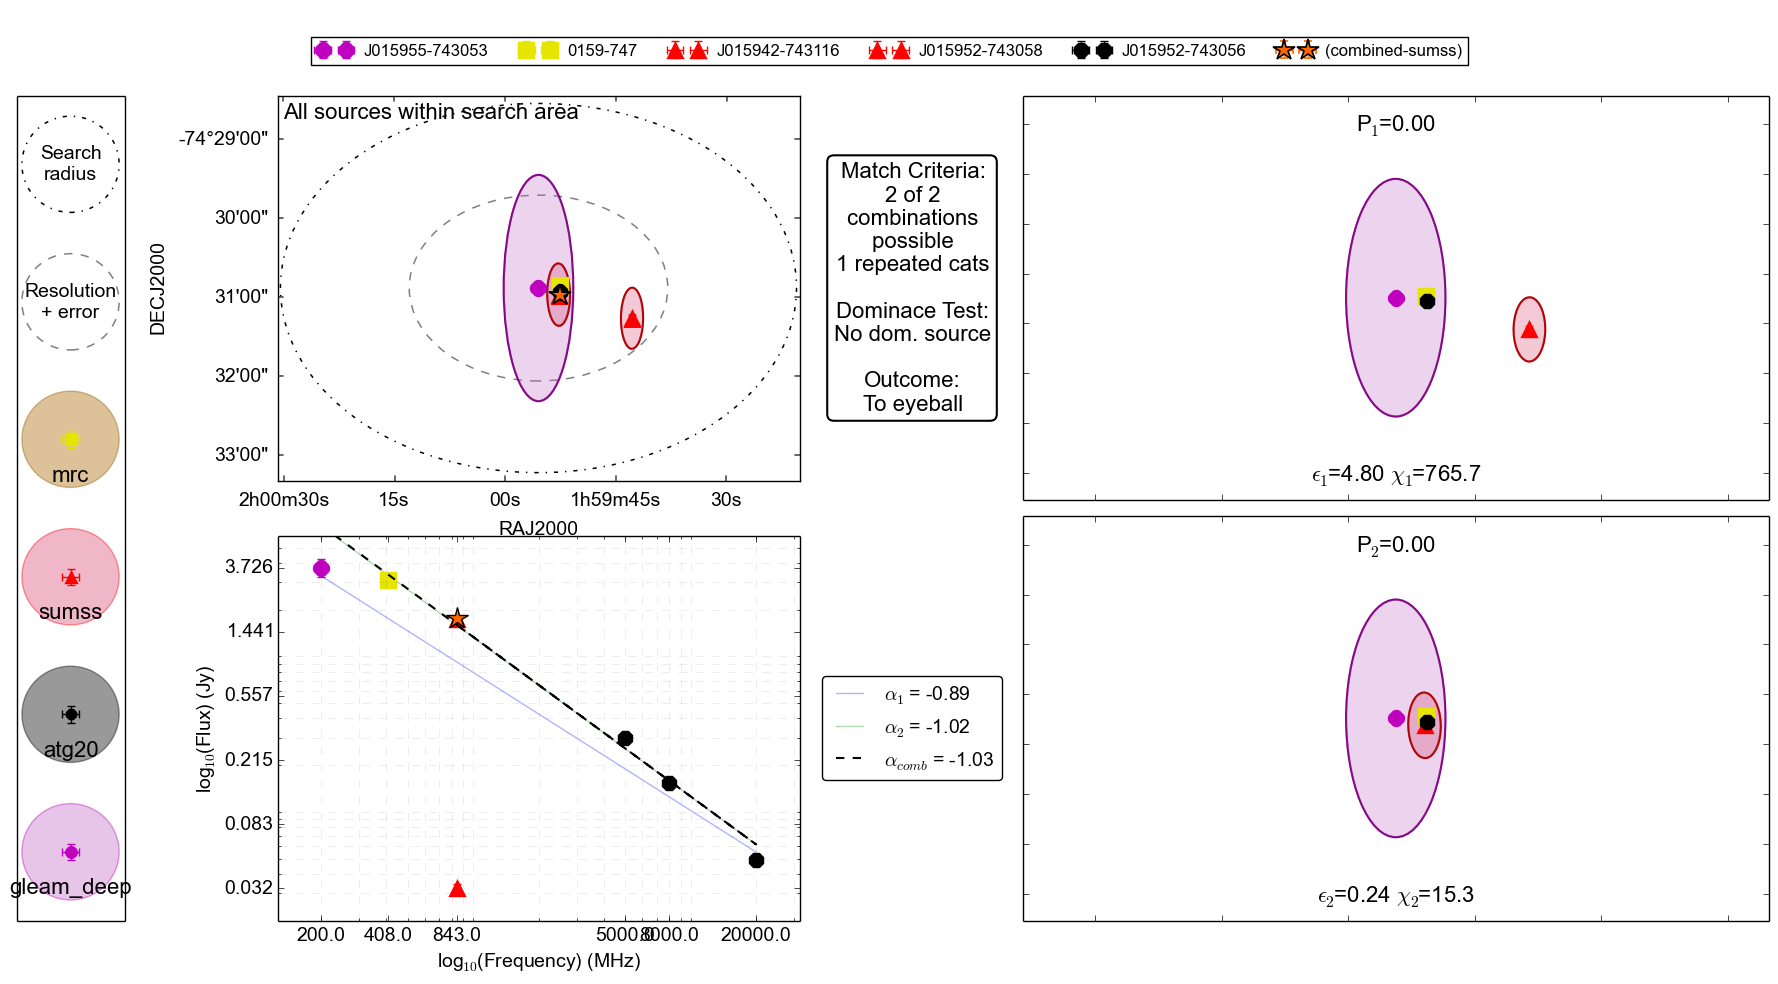 J015955-743053 0159-747 J015942-743116 J015952-743058 J015952-743056 (combined-sumss)
Search
radius
Resolution
+ error
mrc
sumss
atg20
gleam_deep
All sources within search area
DECJ2000
-74°29'00"
30'00"
31'00"
32'00"
33'00"
2h00m30s 15s 00s 1h59m45s 30s
RAJ2000
Match Criteria:
2 of 2
combinations
possible
1 repeated cats
Dominace Test:
No dom. source
Outcome:
To eyeball
P1=0.00
ϵ1=4.80 χ1=765.7
log10(Flux) (Jy)
3.726
1.441
0.557
0.215
0.083
0.032
200.0 408.0 843.0 5000.0 8000.0 20000.0
log10(Frequency) (MHz)
α1 = -0.89
α2 = -1.02
αcomb = -1.03
P2=0.00
ϵ2=0.24 χ2=15.3